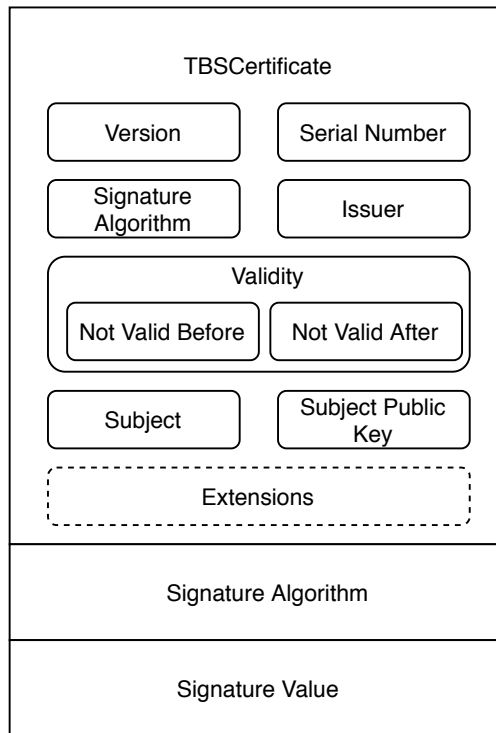 TBSCertificate
Version
Serial Number
Signature
Algorithm
Issuer
Validity
Not Valid Before
Not Valid After
Subject
Subject Public
Key
Extensions
Signature Algorithm
Signature Value